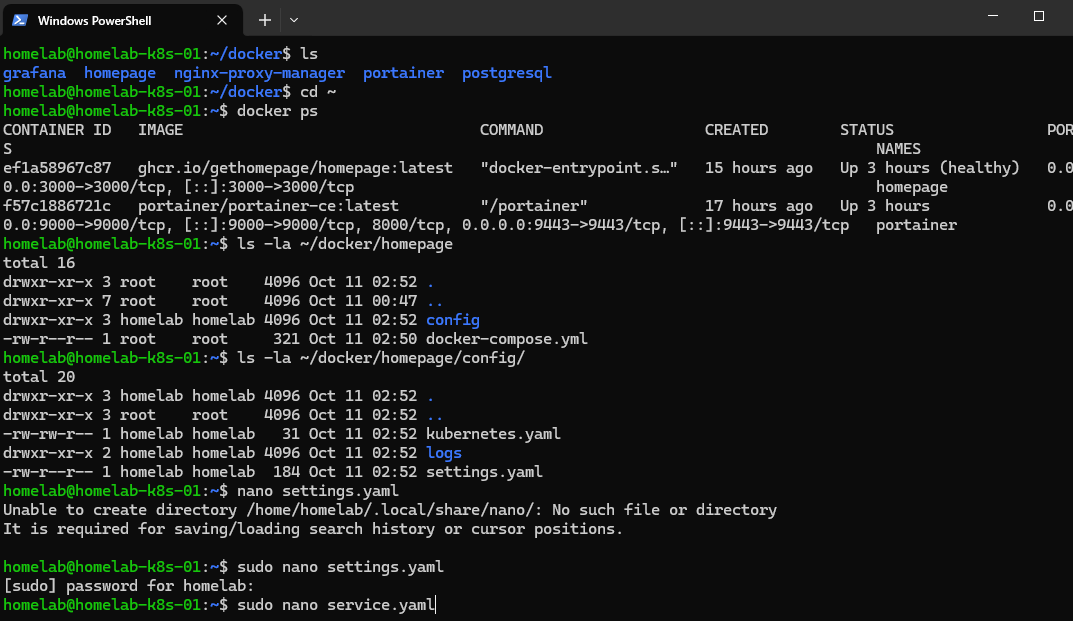 Windows PowerShell
homelab@homelab-k8s-01:~/docker$ ls
grafana  homepage  nginx-proxy-manager  portainer  postgresql
homelab@homelab-k8s-01:~/docker$ cd ~
homelab@homelab-k8s-01:~$ docker ps
CONTAINER ID   IMAGE                                 COMMAND                  CREATED        STATUS                 POR
S                                                                                                NAMES
ef1a58967c87   ghcr.io/gethomepage/homepage:latest   "docker-entrypoint.s…"   15 hours ago   Up 3 hours (healthy)   0.0
0.0:3000->3000/tcp, [::]:3000->3000/tcp                                                          homepage
f57c1886721c   portainer/portainer-ce:latest         "/portainer"             17 hours ago   Up 3 hours             0.0
0.0:9000->9000/tcp, [::]:9000->9000/tcp, 8000/tcp, 0.0.0.0:9443->9443/tcp, [::]:9443->9443/tcp   portainer
homelab@homelab-k8s-01:~$ ls -la ~/docker/homepage
total 16
drwxr-xr-x 3 root    root    4096 Oct 11 02:52 .
drwxr-xr-x 7 root    root    4096 Oct 11 00:47 ..
drwxr-xr-x 3 homelab homelab 4096 Oct 11 02:52 config
-rw-r--r-- 1 root    root     321 Oct 11 02:50 docker-compose.yml
homelab@homelab-k8s-01:~$ ls -la ~/docker/homepage/config/
total 20
drwxr-xr-x 3 homelab homelab 4096 Oct 11 02:52 .
drwxr-xr-x 3 root    root    4096 Oct 11 02:52 ..
-rw-rw-r-- 1 homelab homelab   31 Oct 11 02:52 kubernetes.yaml
drwxr-xr-x 2 homelab homelab 4096 Oct 11 02:52 logs
-rw-r--r-- 1 homelab homelab  184 Oct 11 02:52 settings.yaml
homelab@homelab-k8s-01:~$ nano settings.yaml
Unable to create directory /home/homelab/.local/share/nano/: No such file or directory
It is required for saving/loading search history or cursor positions.
homelab@homelab-k8s-01:~$ sudo nano settings.yaml
[sudo] password for homelab:
homelab@homelab-k8s-01:~$ sudo nano service.yaml